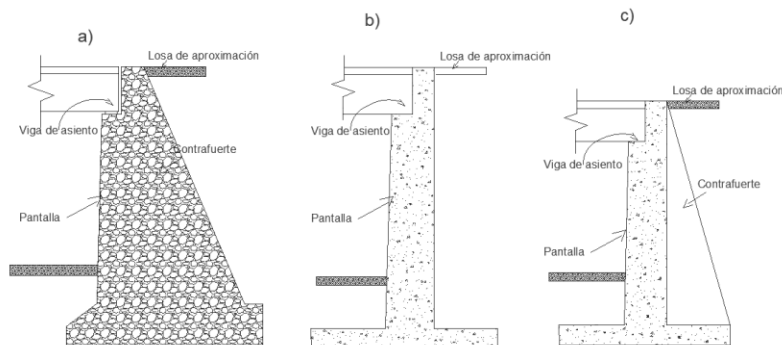 a)
Losa de aproximación
Viga de asiento
Contrafuerte
Pantalla
b)
Losa de aproximación
Viga de asiento
Pantalla
c)
Losa de aproximación
Viga de asiento
Contrafuerte
Pantalla